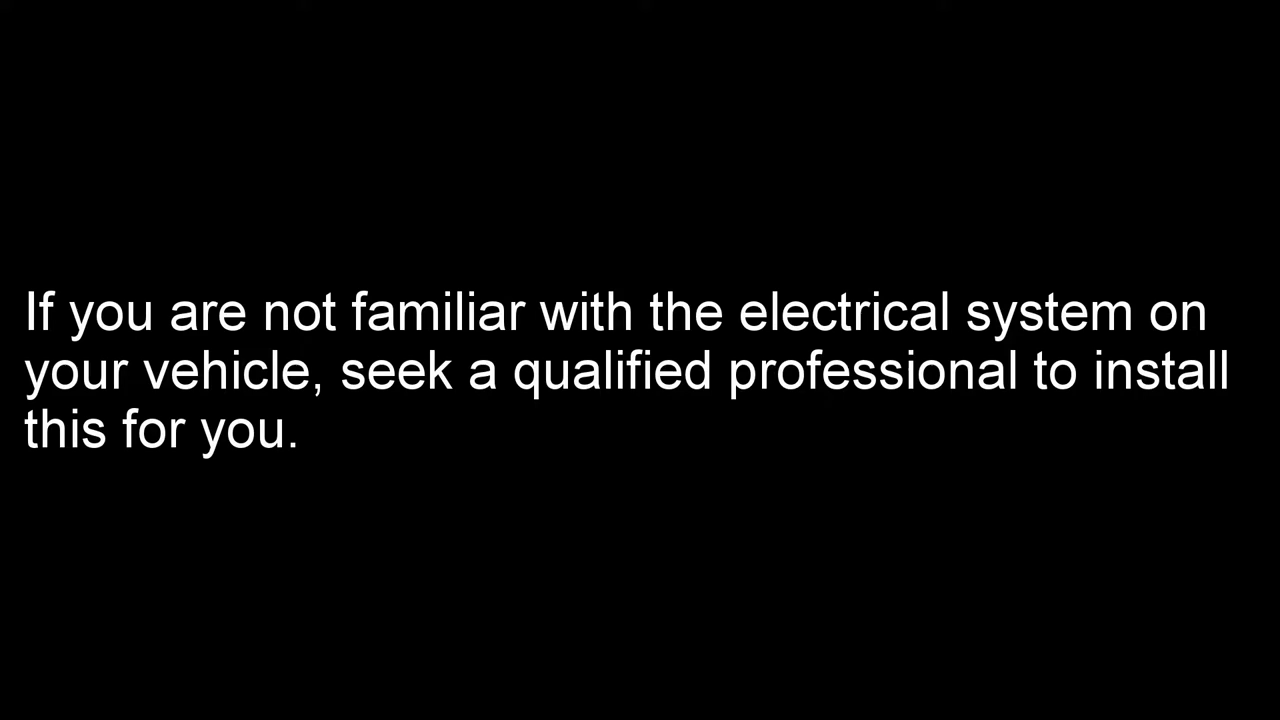 If you are not familiar with the electrical system on
your vehicle, seek a qualified professional to install
this for you.